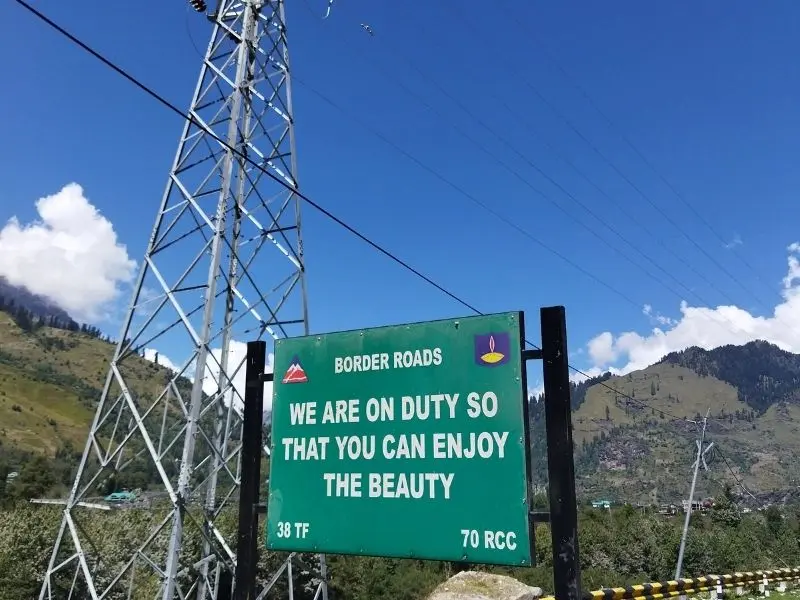 BORDER ROADS
WE ARE ON DUTY SO
THAT YOU CAN ENJOY
THE BEAUTY
38 TF
70 RCC